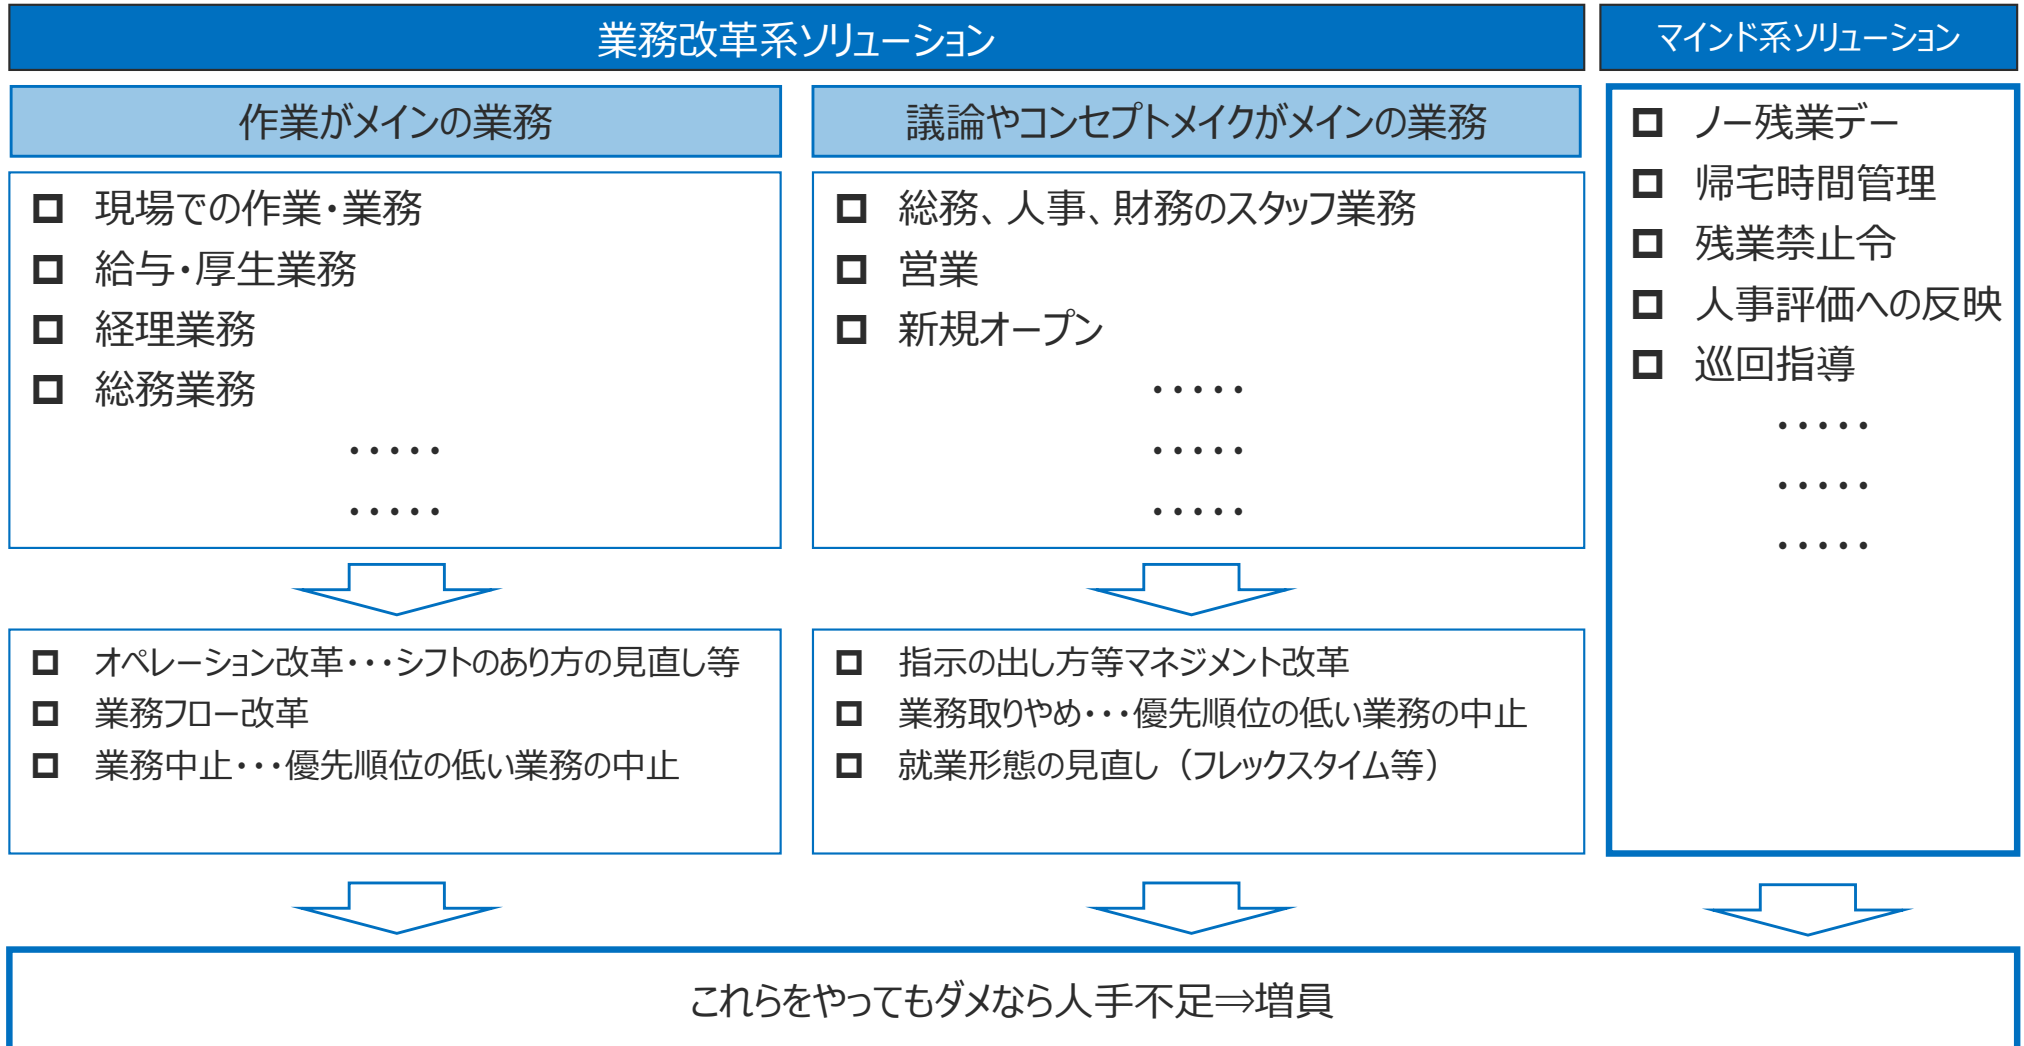 業務改革系ソリューション
マインド系ソリューション
作業がメインの業務
現場での作業・業務
給与・厚生業務
経理業務
総務業務
・・・・・
・・・・・
議論やコンセプトメイクがメインの業務
総務、人事、財務のスタッフ業務
営業
新規オープン
・・・・・
・・・・・
・・・・・
ノー残業デー
帰宅時間管理
残業禁止令
人事評価への反映
巡回指導
・・・・・
・・・・・
・・・・・
オペレーション改革・・・シフトのあり方の見直し等
業務フロー改革
業務中止・・・優先順位の低い業務の中止
指示の出し方等マネジメント改革
業務取りやめ・・・優先順位の低い業務の中止
就業形態の見直し（フレックスタイム等）
これらをやってもダメなら人手不足⇒増員